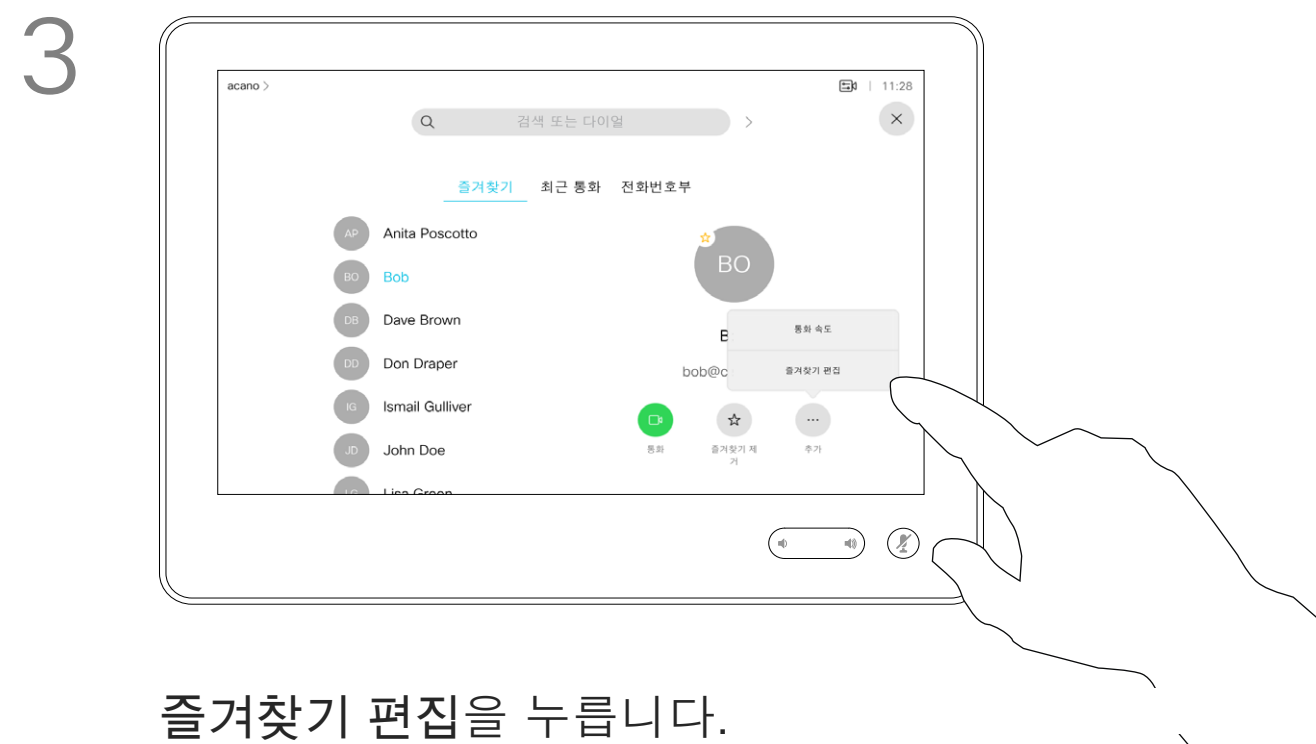 3
acano >
11:28
검색 또는 다이얼
즐겨찾기 최근 통화 전화번호부
AP Anita Poscotto
BO Bob
DB Dave Brown
DD Don Draper
IG Ismail Gulliver
JD John Doe
LG Lisa Green
BO
B
bob@c
통화 속도
즐겨찾기 편집
통화
즐겨찾기 제
거
추가
즐겨찾기 편집을 누릅니다.